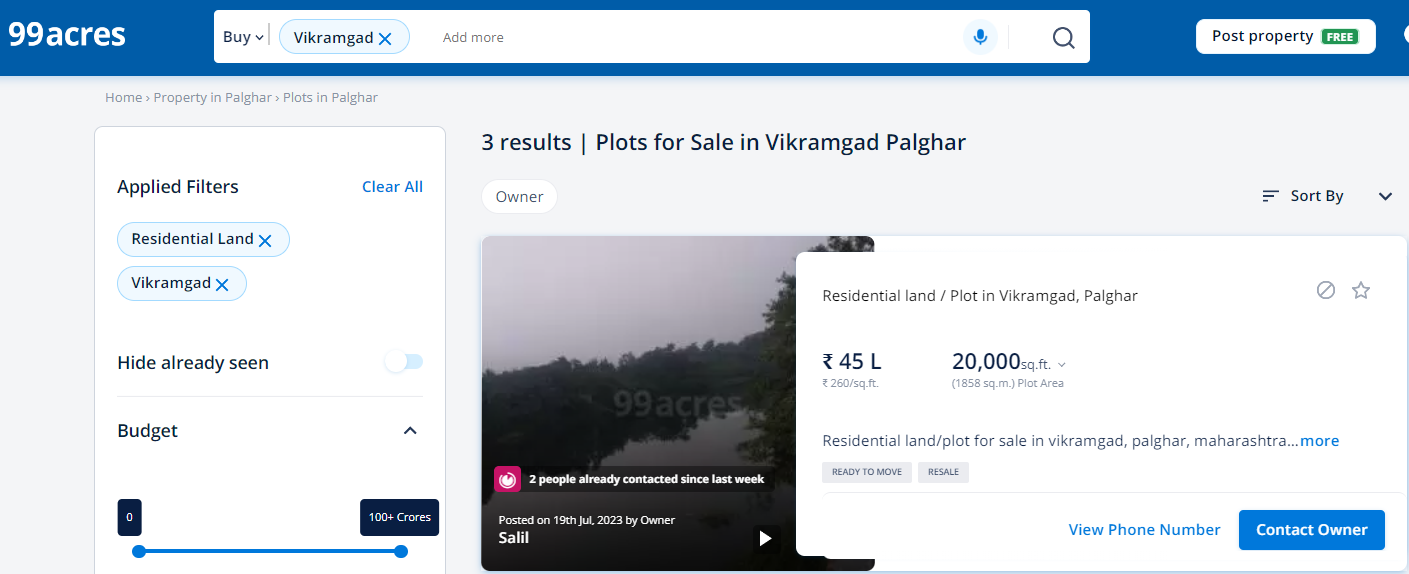 99acres
Buy Vikramgad Add more
Post property FREE
Home › Property in Palghar › Plots in Palghar
Applied Filters Clear All
Residential Land
Vikramgad
Hide already seen
Budget
0 100+ Crores
3 results | Plots for Sale in Vikramgad Palghar
Owner
Sort By
99acres
2 people already contacted since last week
Posted on 19th Jul, 2023 by Owner
Salil
Residential land / Plot in Vikramgad, Palghar
₹ 45 L 20,000sq.ft.
₹ 260/sq.ft. (1858 sq.m.) Plot Area
Residential land/plot for sale in vikramgad, palghar, maharashtra...more
READY TO MOVE RESALE
View Phone Number Contact Owner